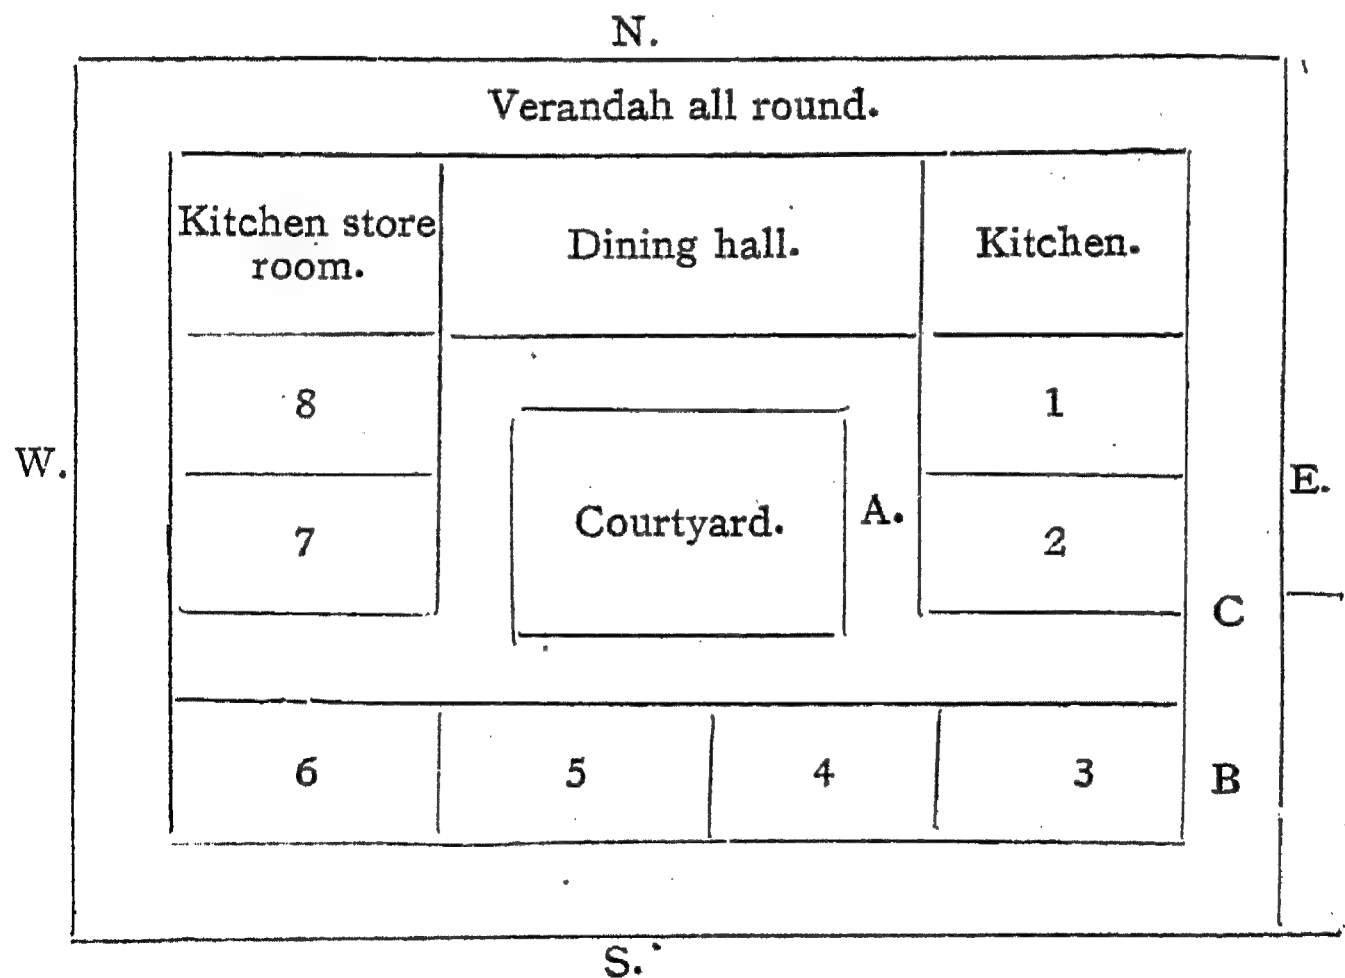 N.
Verandah all round.
Kitchen store
room.
Dining hall.
Kitchen.
8
1
W.
E.
Courtyard.
A.
7
2
C
6
5
4
3
B
S.